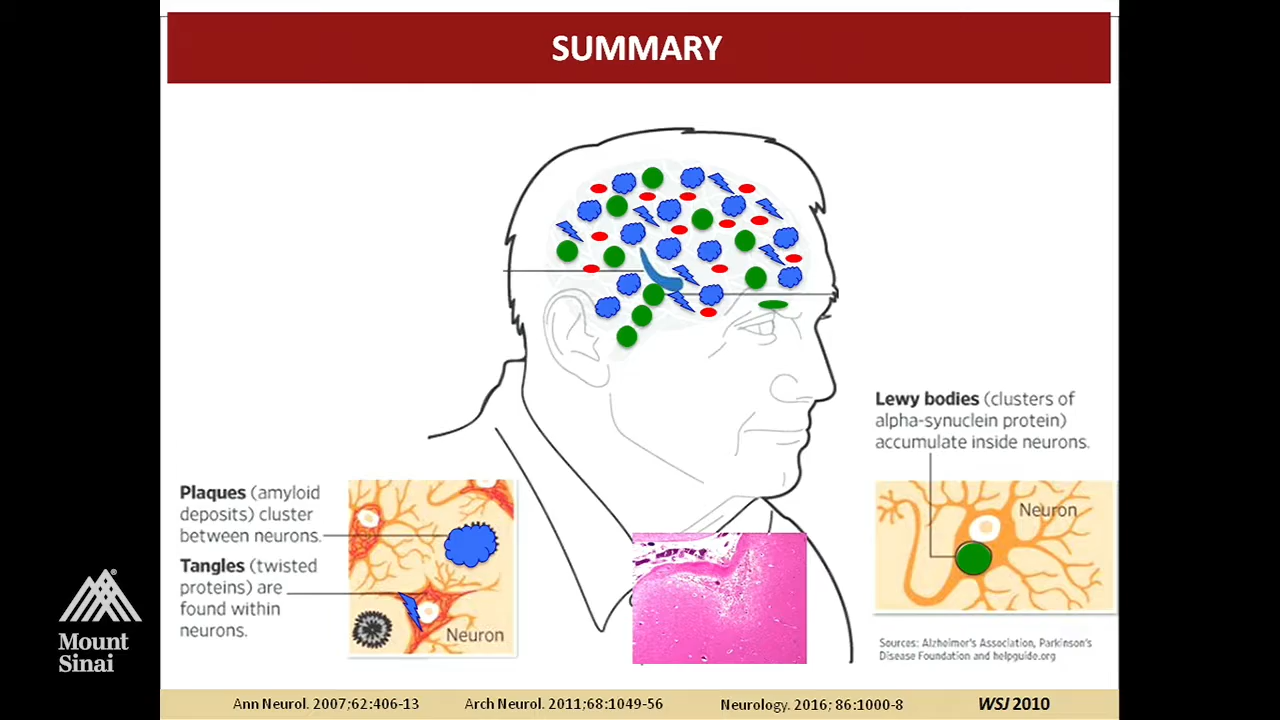 SUMMARY
Lewy bodies (clusters of
alpha-synuclein protein)
accumulate inside neurons.
Plaques (amyloid
deposits) cluster
between neurons.
Tangles (twisted
proteins) are
found within
neurons.
Neuron
Neuron
Sources: Alzheimer's Association, Parkinson's
Disease Foundation and helpguide.org
Mount
Sinai
Ann Neurol. 2007;62:406-13
Arch Neurol. 2011;68:1049-56
Neurology. 2016; 86:1000-8
WSJ 2010